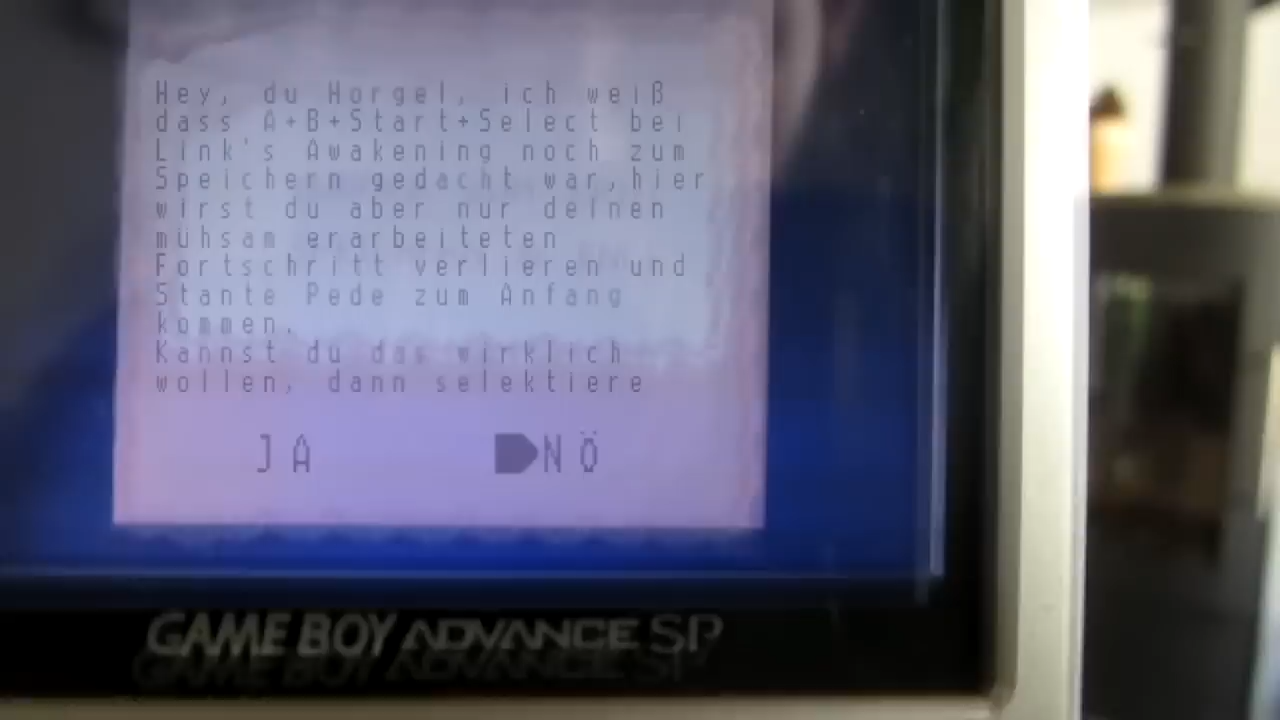 Hey, du Horgel, ich weiß
dass A+B+Start+Select bei
Link's Awakening noch zum
Speichern gedacht war,hier
wirst du aber nur deinen
mühsam erarbeiteten
Fortschritt verlieren und
Stante Pede zum Anfang
kommen.
Kannst du das wirklich
wollen, dann selektiere
JA NÖ
GAME BOY ADVANCE SP